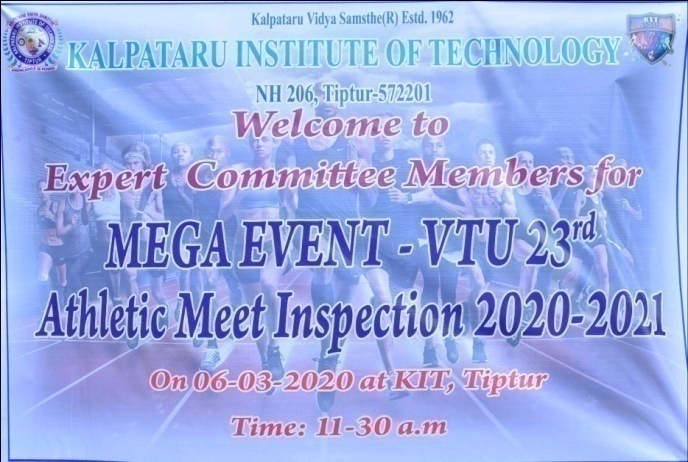 Kalpataru Vidya Samsthe(R) Estd. 1962
KALPATARU INSTITUTE OF TECHNOLOGY
NH 206, Tiptur-572201
Welcome to
Expert Committee Members for
MEGA EVENT - VTU 23rd
Athletic Meet Inspection 2020-2021
On 06-03-2020 at KIT, Tiptur
Time: 11-30 a.m
KIT
TIPTUR